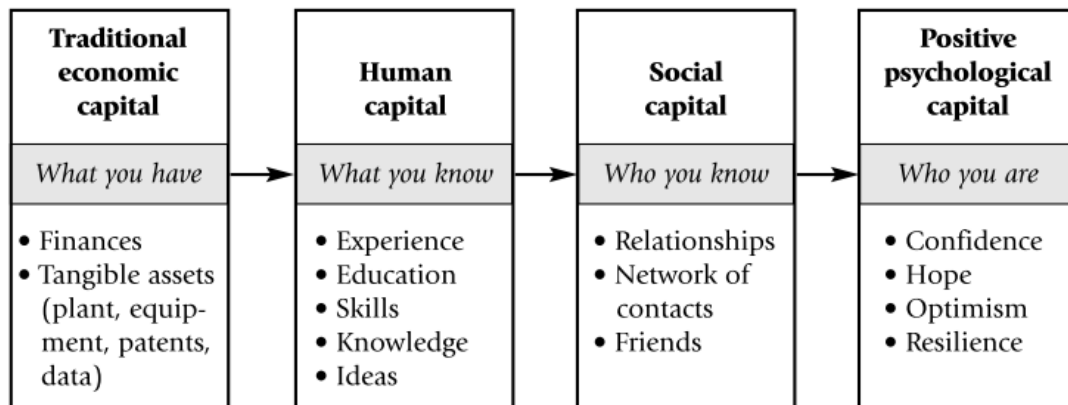 Traditional
economic
capital
What you have
• Finances
• Tangible assets
(plant, equip-
ment, patents,
data)
Human
capital
What you know
• Experience
• Education
• Skills
• Knowledge
• Ideas
Social
capital
Who you know
• Relationships
• Network of
contacts
• Friends
Positive
psychological
capital
Who you are
• Confidence
• Hope
• Optimism
• Resilience